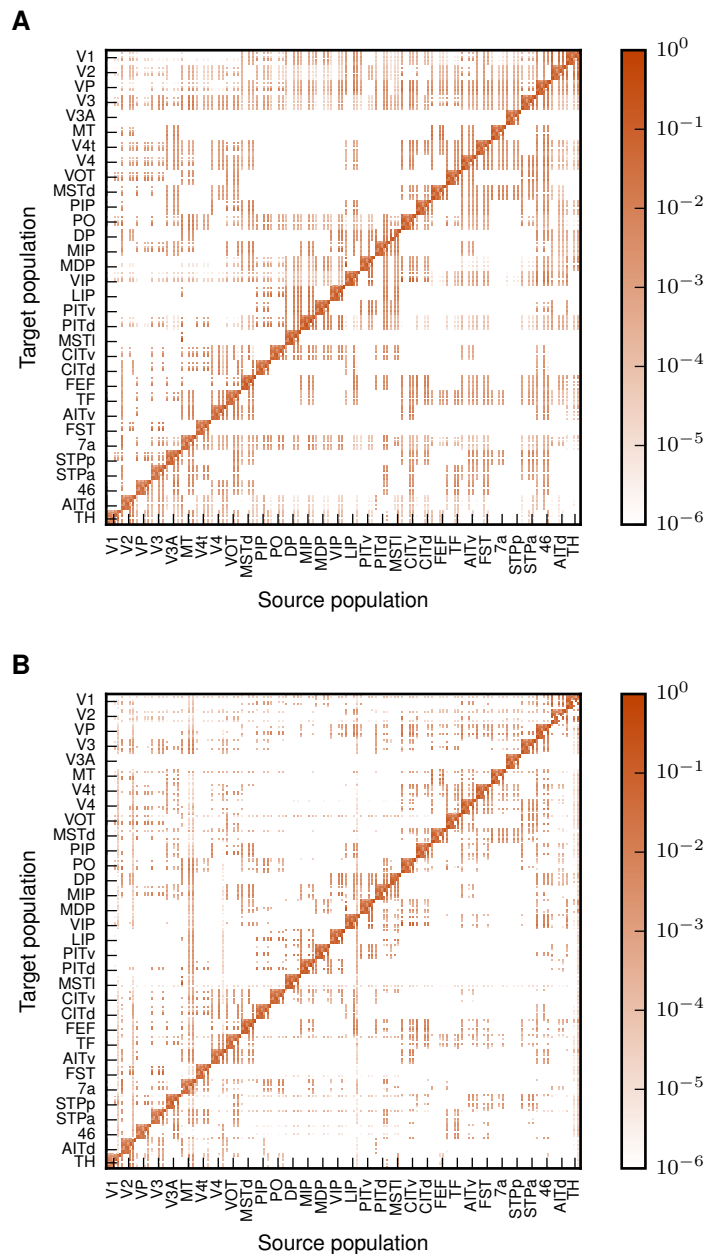 A
V1
V2
VP
V3
V3A
MT
V4t
V4
VOT
MSTd
PIP
PO
DP
MIP
MDP
VIP
LIP
PITv
PITd
MSTl
CITv
CITd
FEF
TF
AITv
FST
7a
STPp
STPa
46
AITd
TH
Target population
V1 V2 VP V3 V3A MT V4t V4 VOT MSTd PIP PO DP MIP MDP VIP LIP PITv PITd MSTl CITv CITd FEF TF AITv FST 7a STPp STPa 46 AITd TH
Source population
10⁰
10⁻¹
10⁻²
10⁻³
10⁻⁴
10⁻⁵
10⁻⁶
B
V1
V2
VP
V3
V3A
MT
V4t
V4
VOT
MSTd
PIP
PO
DP
MIP
MDP
VIP
LIP
PITv
PITd
MSTl
CITv
CITd
FEF
TF
AITv
FST
7a
STPp
STPa
46
AITd
TH
Target population
V1 V2 VP V3 V3A MT V4t V4 VOT MSTd PIP PO DP MIP MDP VIP LIP PITv PITd MSTl CITv CITd FEF TF AITv FST 7a STPp STPa 46 AITd TH
Source population
10⁰
10⁻¹
10⁻²
10⁻³
10⁻⁴
10⁻⁵
10⁻⁶